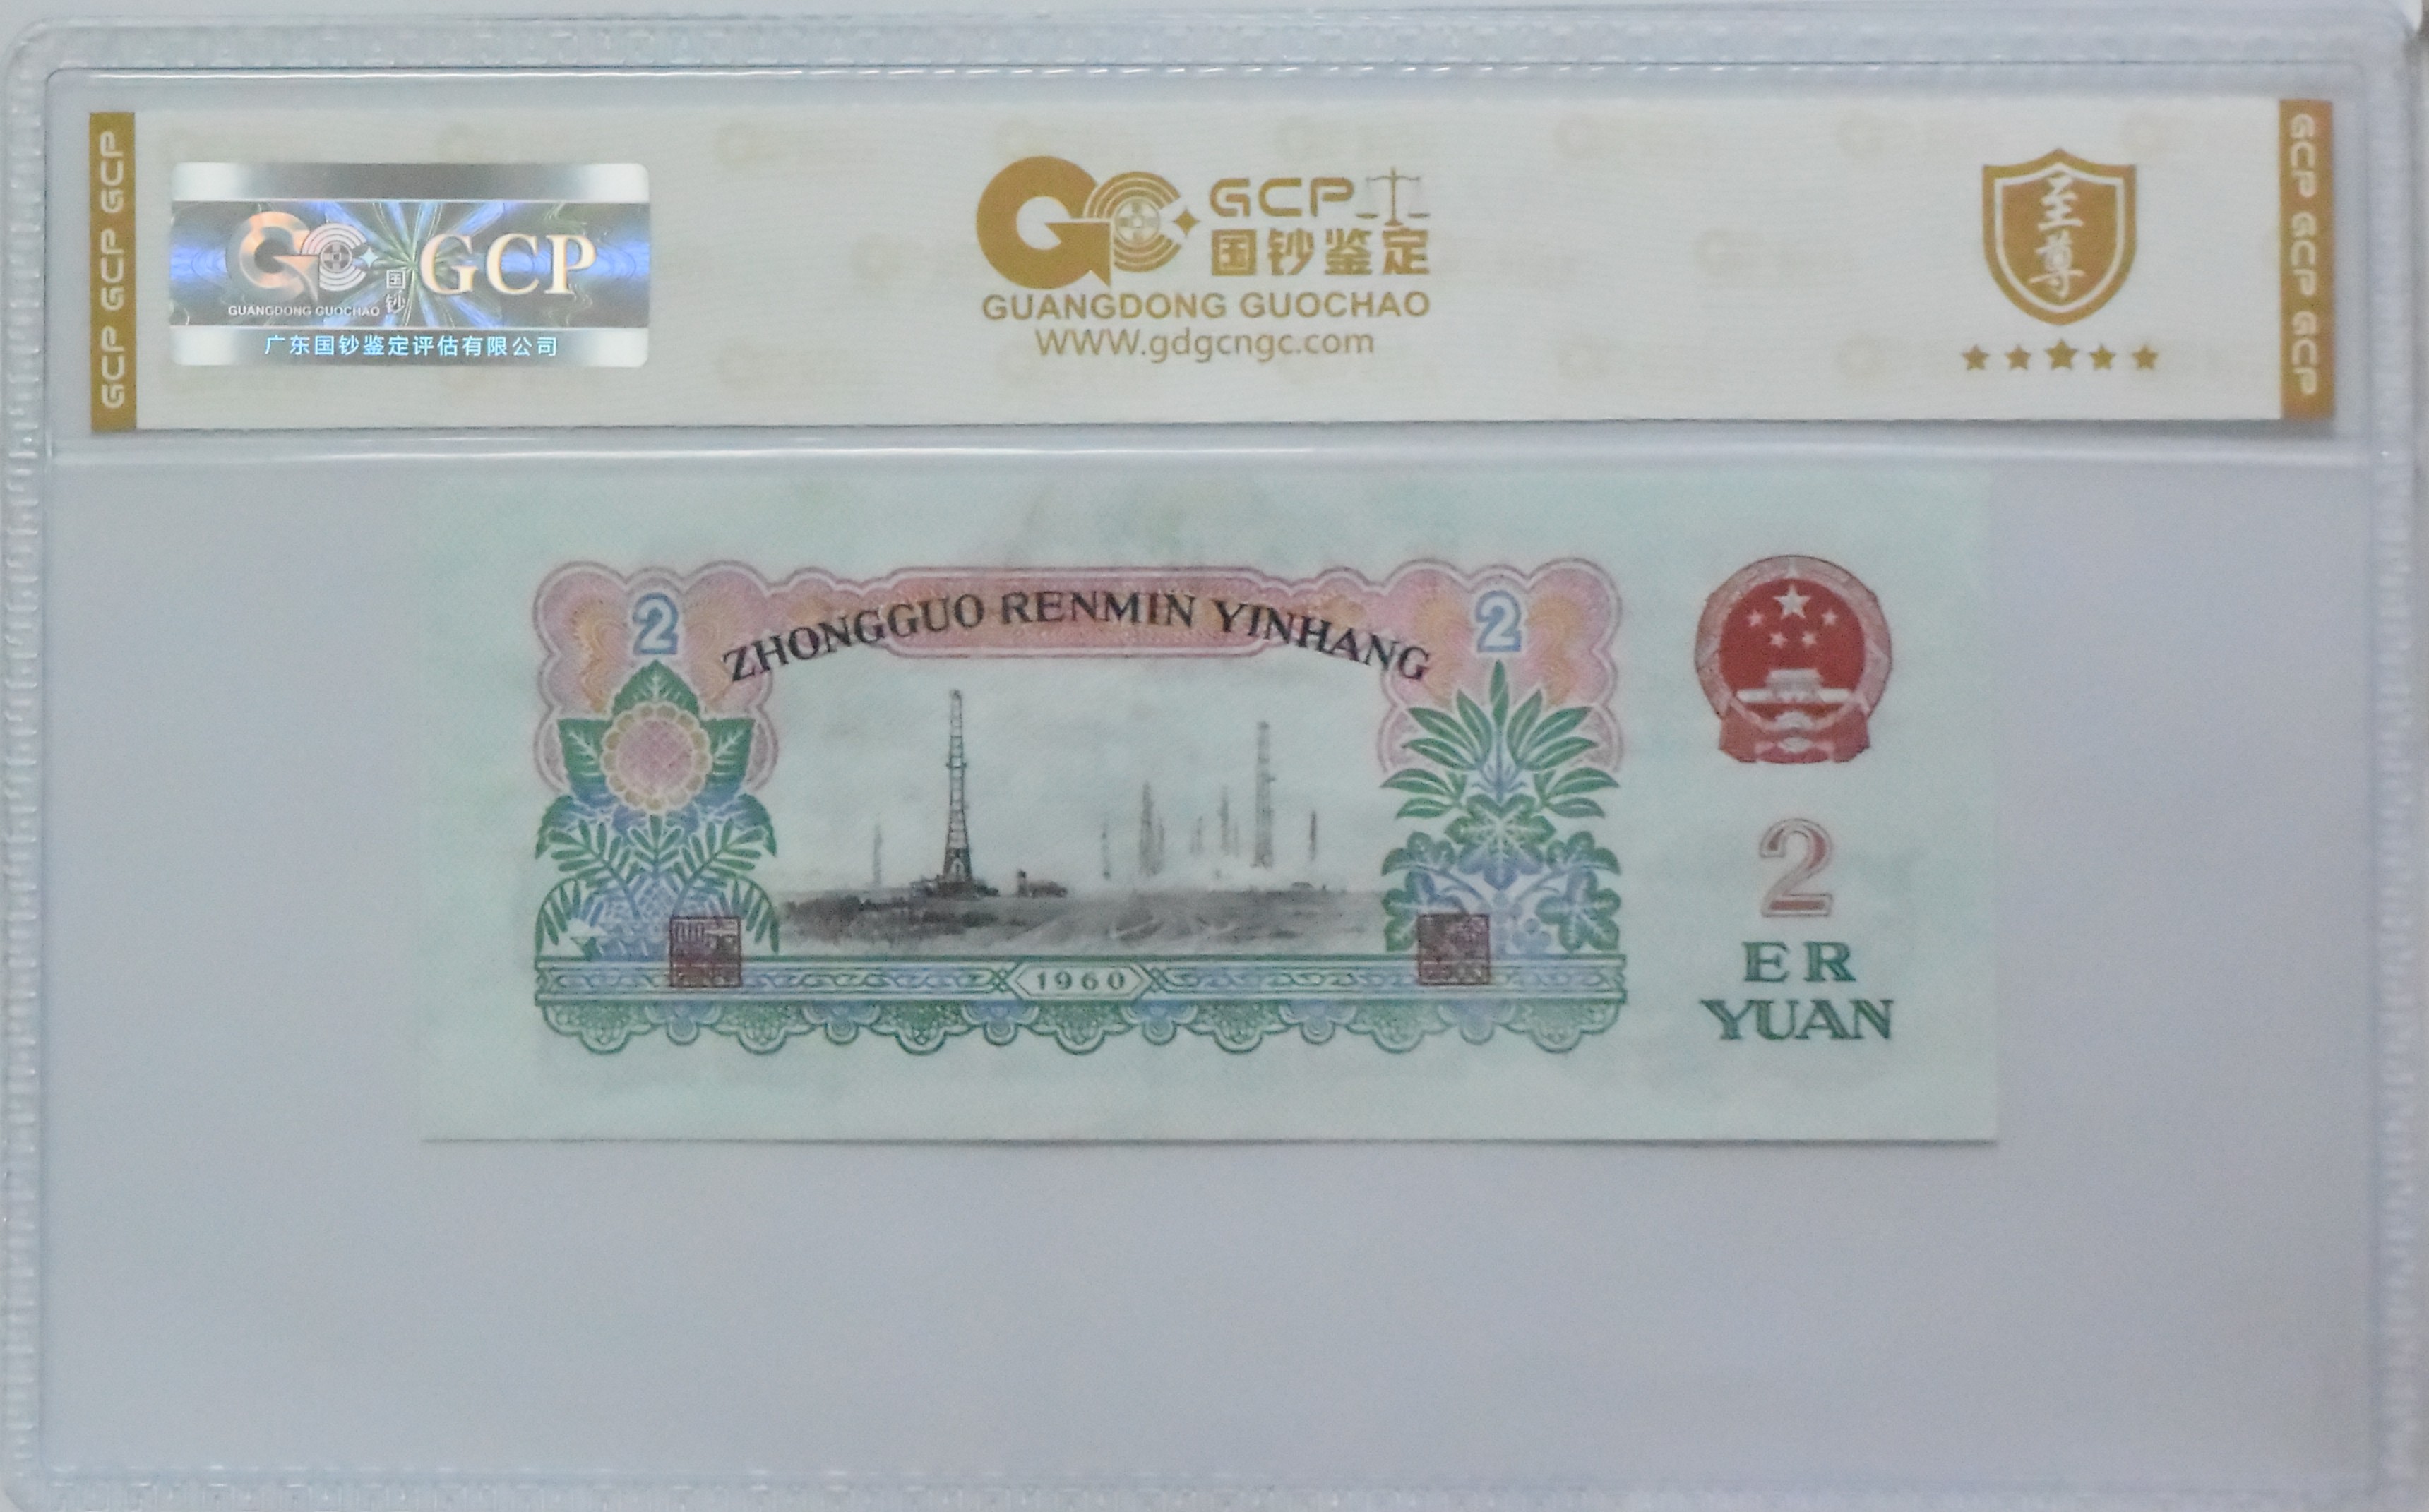 GCP GCP GCP
GUANGDONG GUOCHAO
国钞
GCP
广东国钞鉴定评估有限公司
GCP
国钞鉴定
GUANGDONG GUOCHAO
WWW.gdgcngc.com
至尊
GCP GCP GCP
2
ZHONGGUO RENMIN YINHANG
2
1960
2
ER
YUAN